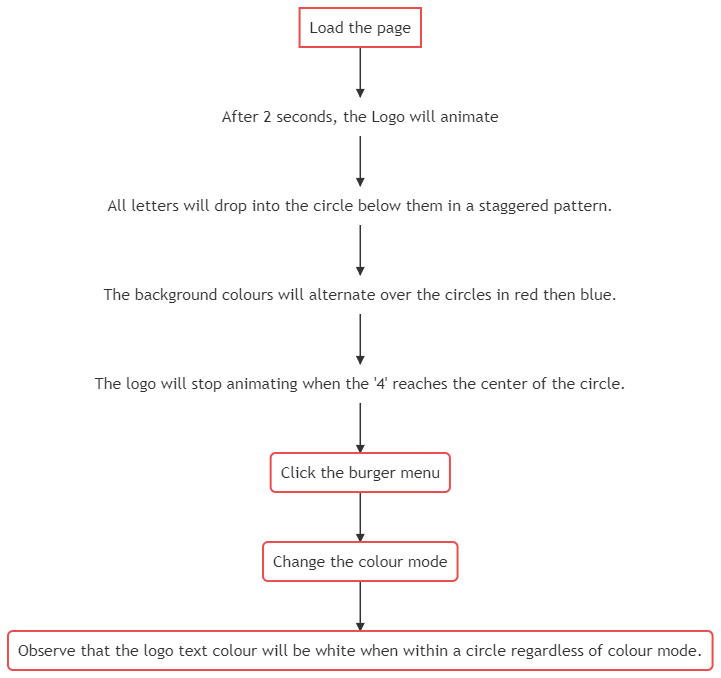 Load the page
After 2 seconds, the Logo will animate
All letters will drop into the circle below them in a staggered pattern.
The background colours will alternate over the circles in red then blue.
The logo will stop animating when the '4' reaches the center of the circle.
Click the burger menu
Change the colour mode
Observe that the logo text colour will be white when within a circle regardless of colour mode.